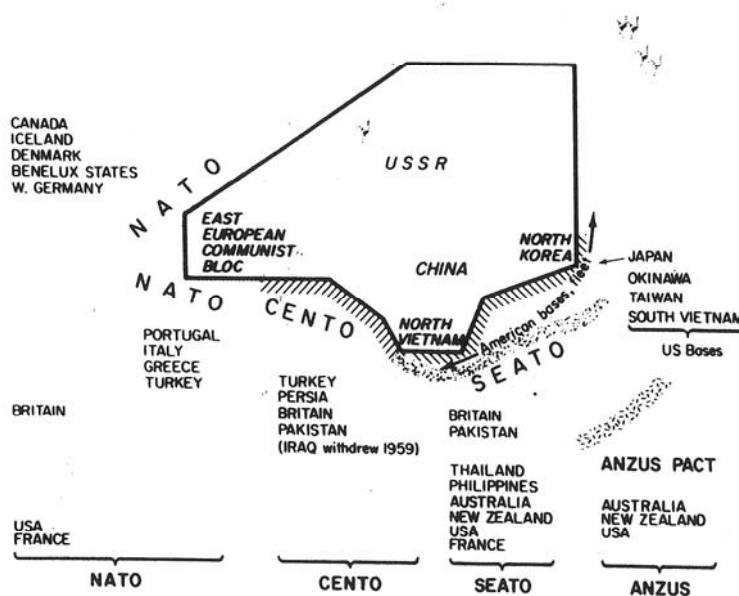 CANADA
ICELAND
DENMARK
BENELUX STATES
W. GERMANY
NATO
USSR
EAST
EUROPEAN
COMMUNIST
BLOC
NORTH
KOREA
CHINA
JAPAN
OKINAWA
TAIWAN
SOUTH VIETNAM
US Bases
NATO
CENTO
NORTH
VIETNAM
American bases, fleet
SEATO
PORTUGAL
ITALY
GREECE
TURKEY
BRITAIN
TURKEY
PERSIA
BRITAIN
PAKISTAN
(IRAQ withdrew 1959)
BRITAIN
PAKISTAN
THAILAND
PHILIPPINES
AUSTRALIA
NEW ZEALAND
USA
FRANCE
ANZUS PACT
AUSTRALIA
NEW ZEALAND
USA
USA
FRANCE
NATO
CENTO
SEATO
ANZUS